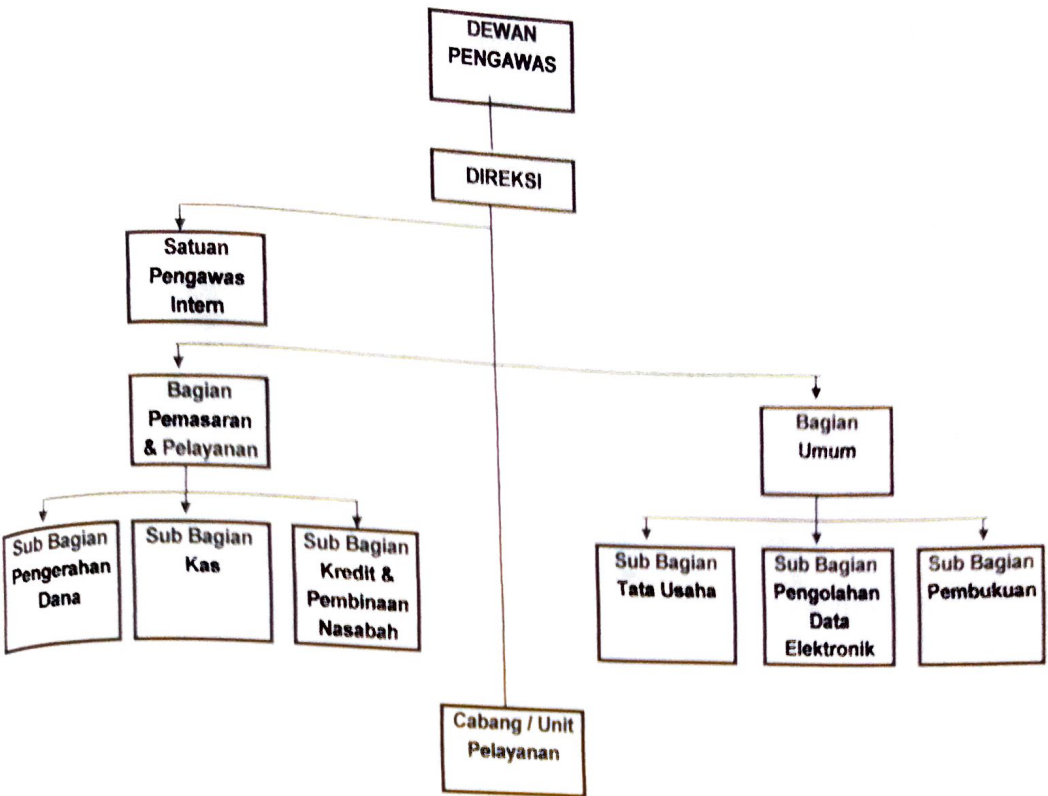 DEWAN
PENGAWAS
DIREKSI
Satuan
Pengawas
Intern
Bagian
Pemasaran
& Pelayanan
Bagian
Umum
Sub Bagian
Pengerahan
Dana
Sub Bagian
Kas
Sub Bagian
Kredit &
Pembinaan
Nasabah
Sub Bagian
Tata Usaha
Sub Bagian
Pengolahan
Data
Elektronik
Sub Bagian
Pembukuan
Cabang / Unit
Pelayanan